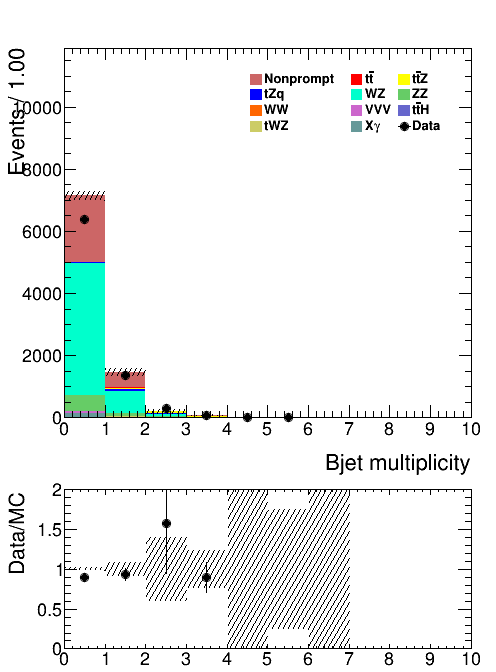 Events / 1.00
10000
8000
6000
4000
2000
0
Nonprompt tt̄ tt̄Z
tZq WZ ZZ
WW VVV tt̄H
tWZ Xγ Data
0 1 2 3 4 5 6 7 8 9 10
Bjet multiplicity
Data/MC
2
1.5
1
0.5
0
0 1 2 3 4 5 6 7 8 9 10